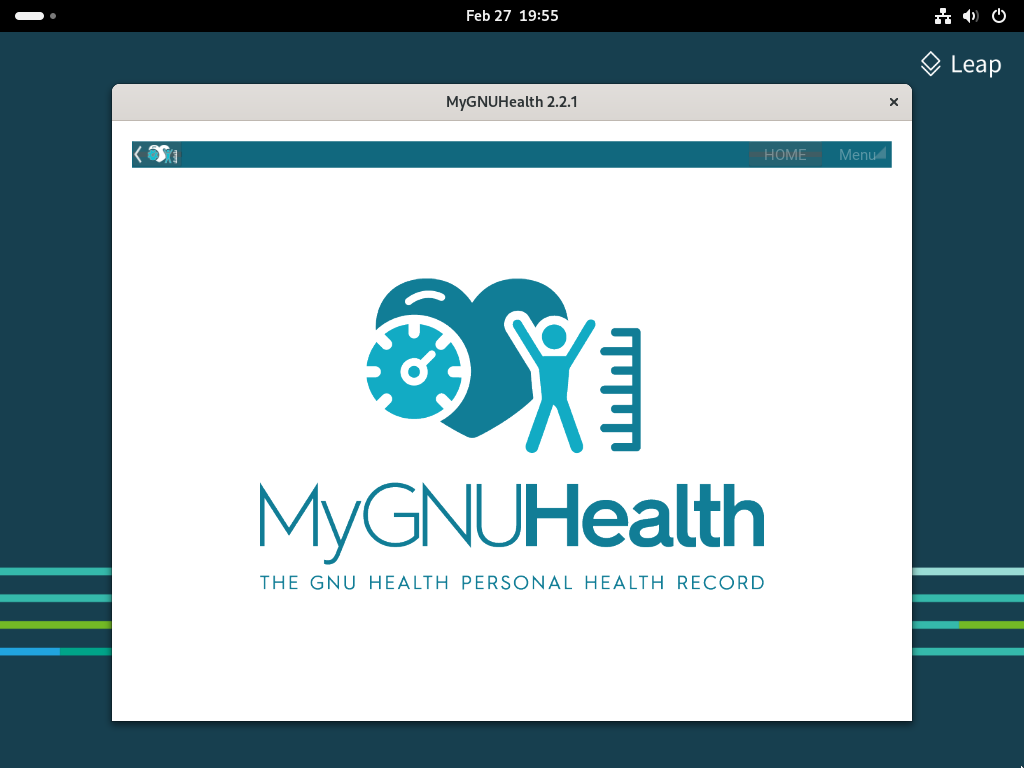 Feb 27  19:55
Leap
MyGNUHealth 2.2.1
HOME Menu
MyGNUHealth
THE GNU HEALTH PERSONAL HEALTH RECORD